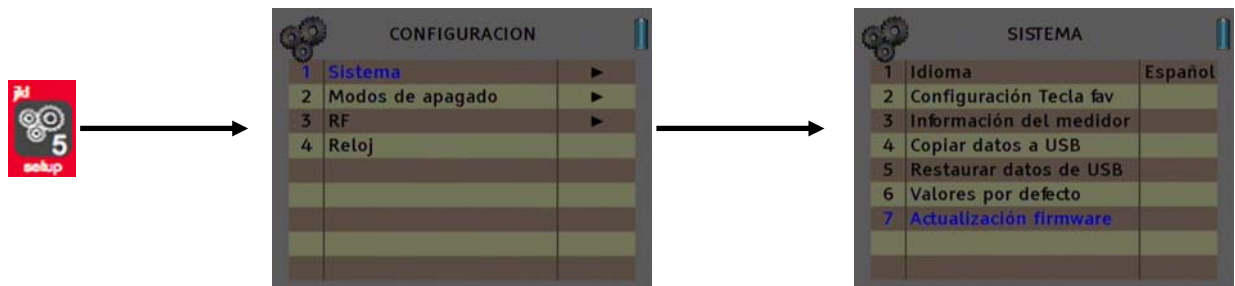 jkl
5
setup
CONFIGURACION
1 Sistema ►
2 Modos de apagado ►
3 RF ►
4 Reloj
SISTEMA
1 Idioma Español
2 Configuración Tecla fav
3 Información del medidor
4 Copiar datos a USB
5 Restaurar datos de USB
6 Valores por defecto
7 Actualización firmware